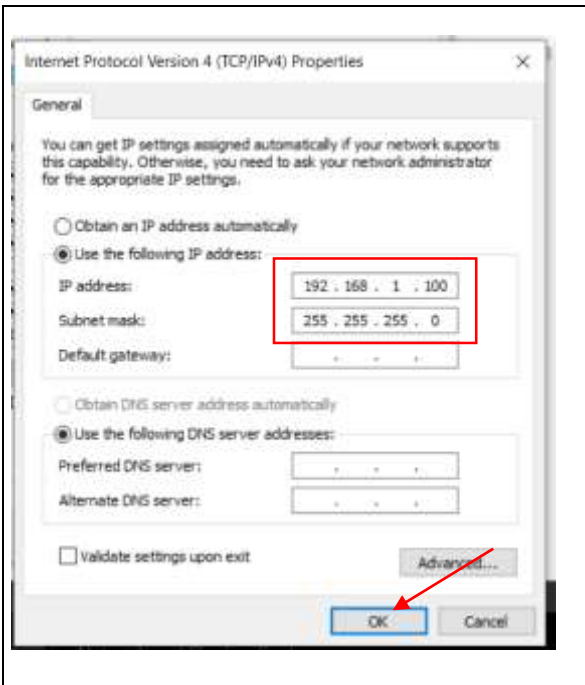 Internet Protocol Version 4 (TCP/IPv4) Properties
General
You can get IP settings assigned automatically if your network supports
this capability. Otherwise, you need to ask your network administrator
for the appropriate IP settings.
Obtain an IP address automatically
Use the following IP address:
IP address: 192 . 168 . 1 . 100
Subnet mask: 255 . 255 . 255 . 0
Default gateway: . . .
Obtain DNS server address automatically
Use the following DNS server addresses:
Preferred DNS server: . . .
Alternate DNS server: . . .
Validate settings upon exit
Advanced...
OK Cancel